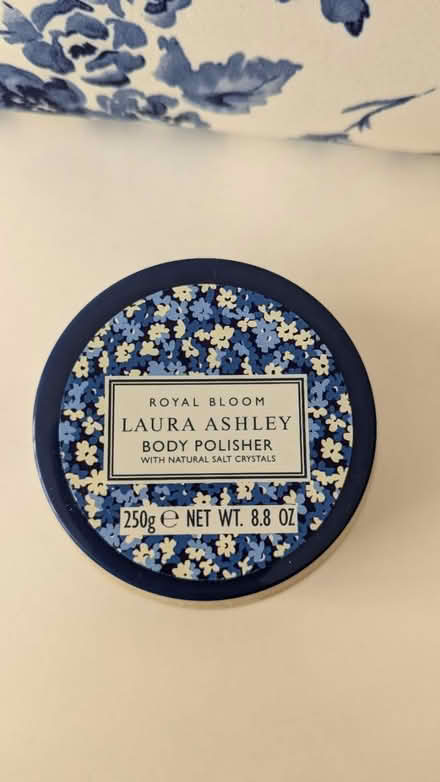 ROYAL BLOOM
LAURA ASHLEY
BODY POLISHER
WITH NATURAL SALT CRYSTALS
250g ℮ NET WT. 8.8 OZ